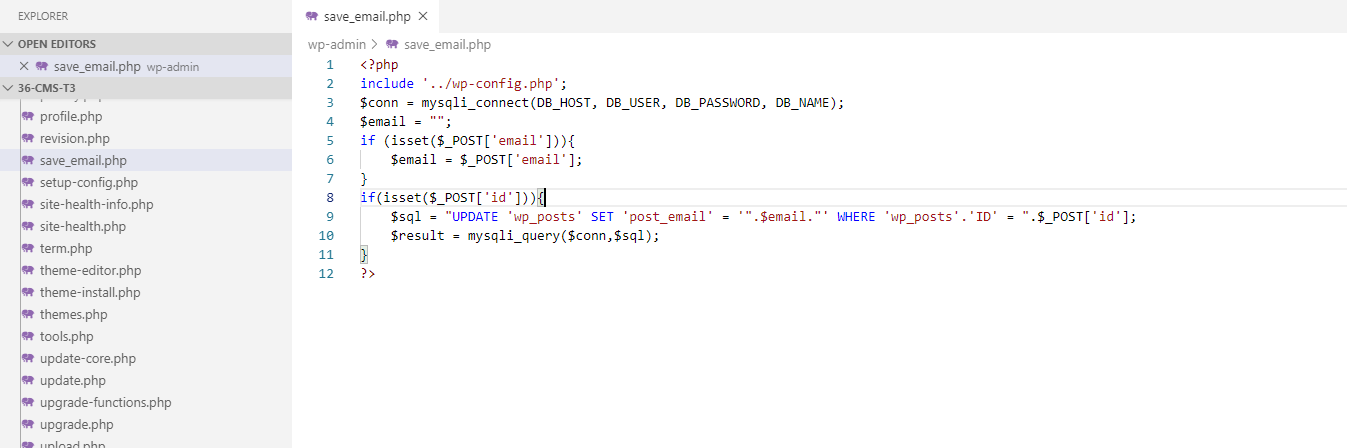 EXPLORER
OPEN EDITORS
save_email.php wp-admin
36-CMS-T3
profile.php
revision.php
save_email.php
setup-config.php
site-health-info.php
site-health.php
term.php
theme-editor.php
theme-install.php
themes.php
tools.php
update-core.php
update.php
upgrade-functions.php
upgrade.php
upload.php
save_email.php
wp-admin > save_email.php
1 <?php
2 include '../wp-config.php';
3 $conn = mysqli_connect(DB_HOST, DB_USER, DB_PASSWORD, DB_NAME);
4 $email = "";
5 if (isset($_POST['email'])){
6 $email = $_POST['email'];
7 }
8 if(isset($_POST['id'])){
9 $sql = "UPDATE 'wp_posts' SET 'post_email' = '".$email."' WHERE 'wp_posts'.'ID' = ".$_POST['id'];
10 $result = mysqli_query($conn,$sql);
11 }
12 ?>